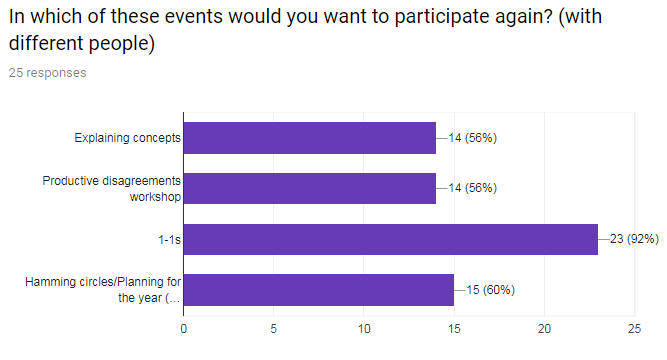 In which of these events would you want to participate again? (with
different people)
25 responses
Explaining concepts
14 (56%)
Productive disagreements
workshop
14 (56%)
1-1s
23 (92%)
Hamming circles/Planning for
the year (…
15 (60%)
0
5
10
15
20
25